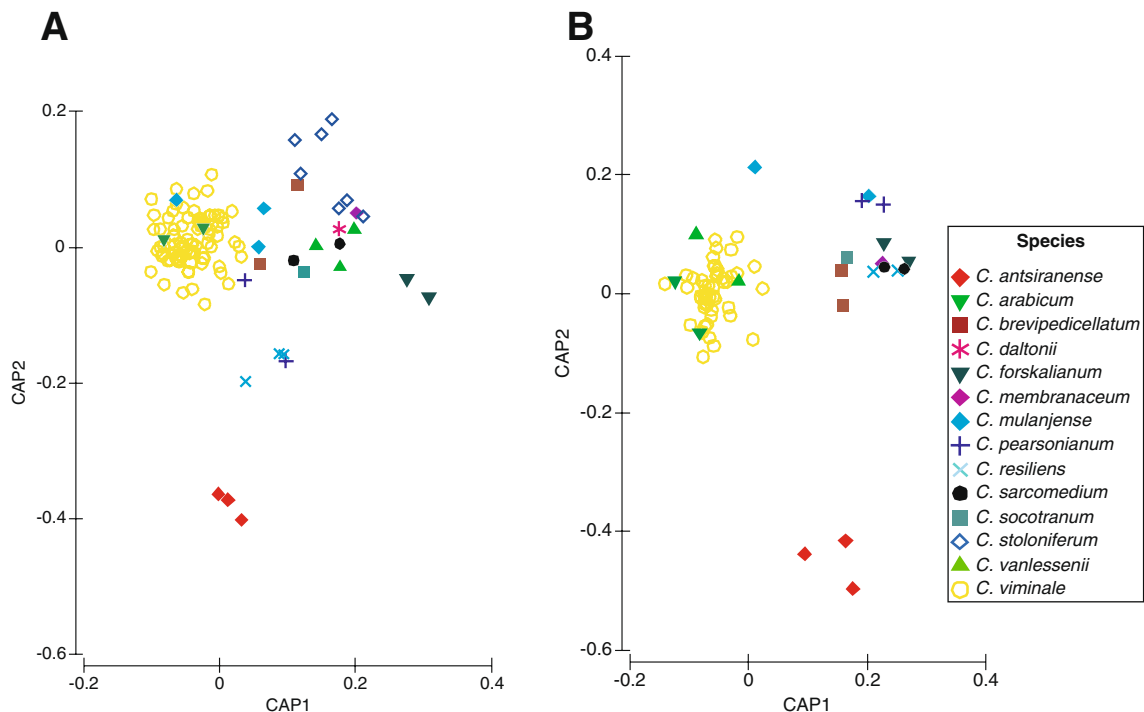 A
0.2
0
-0.2
-0.4
-0.6
CAP2
-0.2
0
0.2
0.4
CAP1
B
0.4
0.2
0
-0.2
-0.4
-0.6
CAP2
-0.2
0
0.2
0.4
CAP1
Species
C. antsiranense
C. arabicum
C. brevipedicellatum
C. daltonii
C. forskalianum
C. membranaceum
C. mulanjense
C. pearsonianum
C. resiliens
C. sarcomedium
C. socotranum
C. stoloniferum
C. vanlessenii
C. viminale